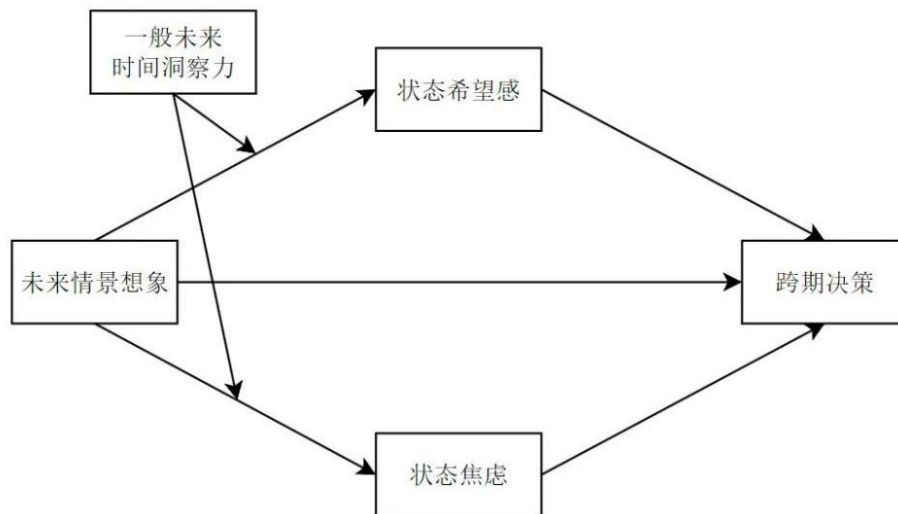 一般未来
时间洞察力
状态希望感
未来情景想象
跨期决策
状态焦虑